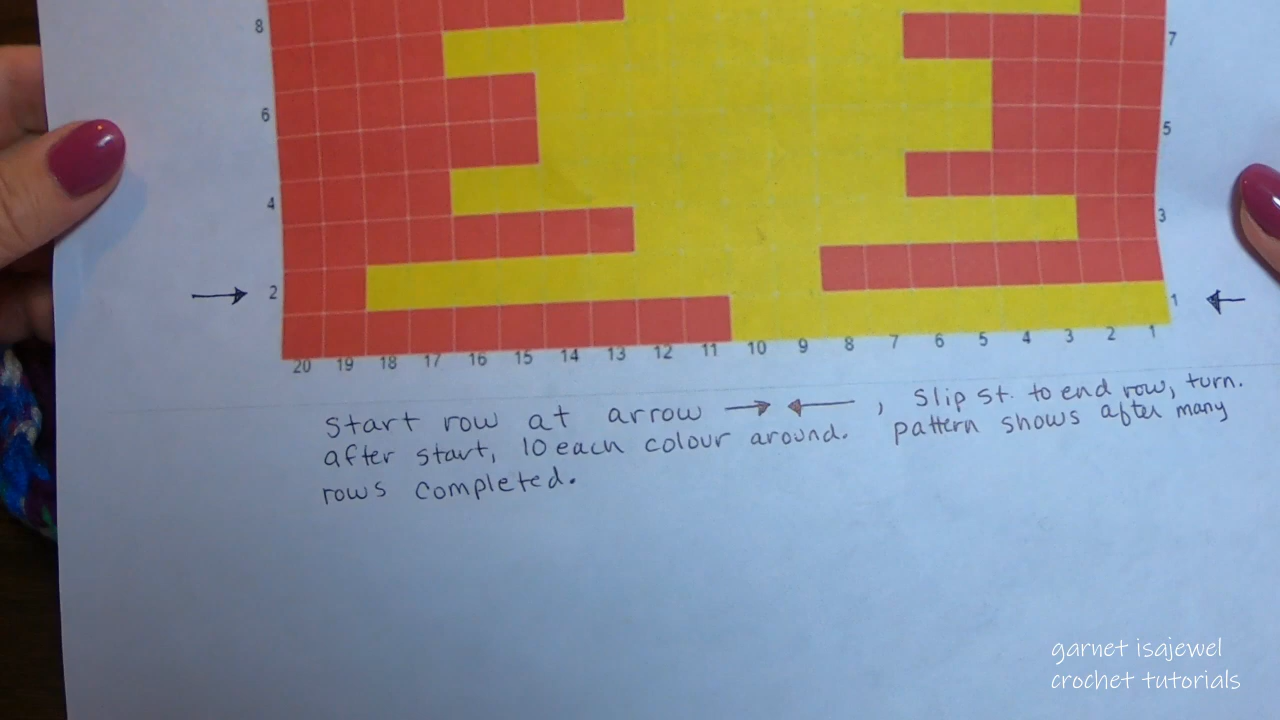 8
7
6
5
4
3
2
1
20 19 18 17 16 15 14 13 12 11 10 9 8 7 6 5 4 3 2 1
start row at arrow → ←, slip st. to end row, turn.
after start, 10 each colour around. pattern shows after many
rows completed.
garnet isajewel
crochet tutorials